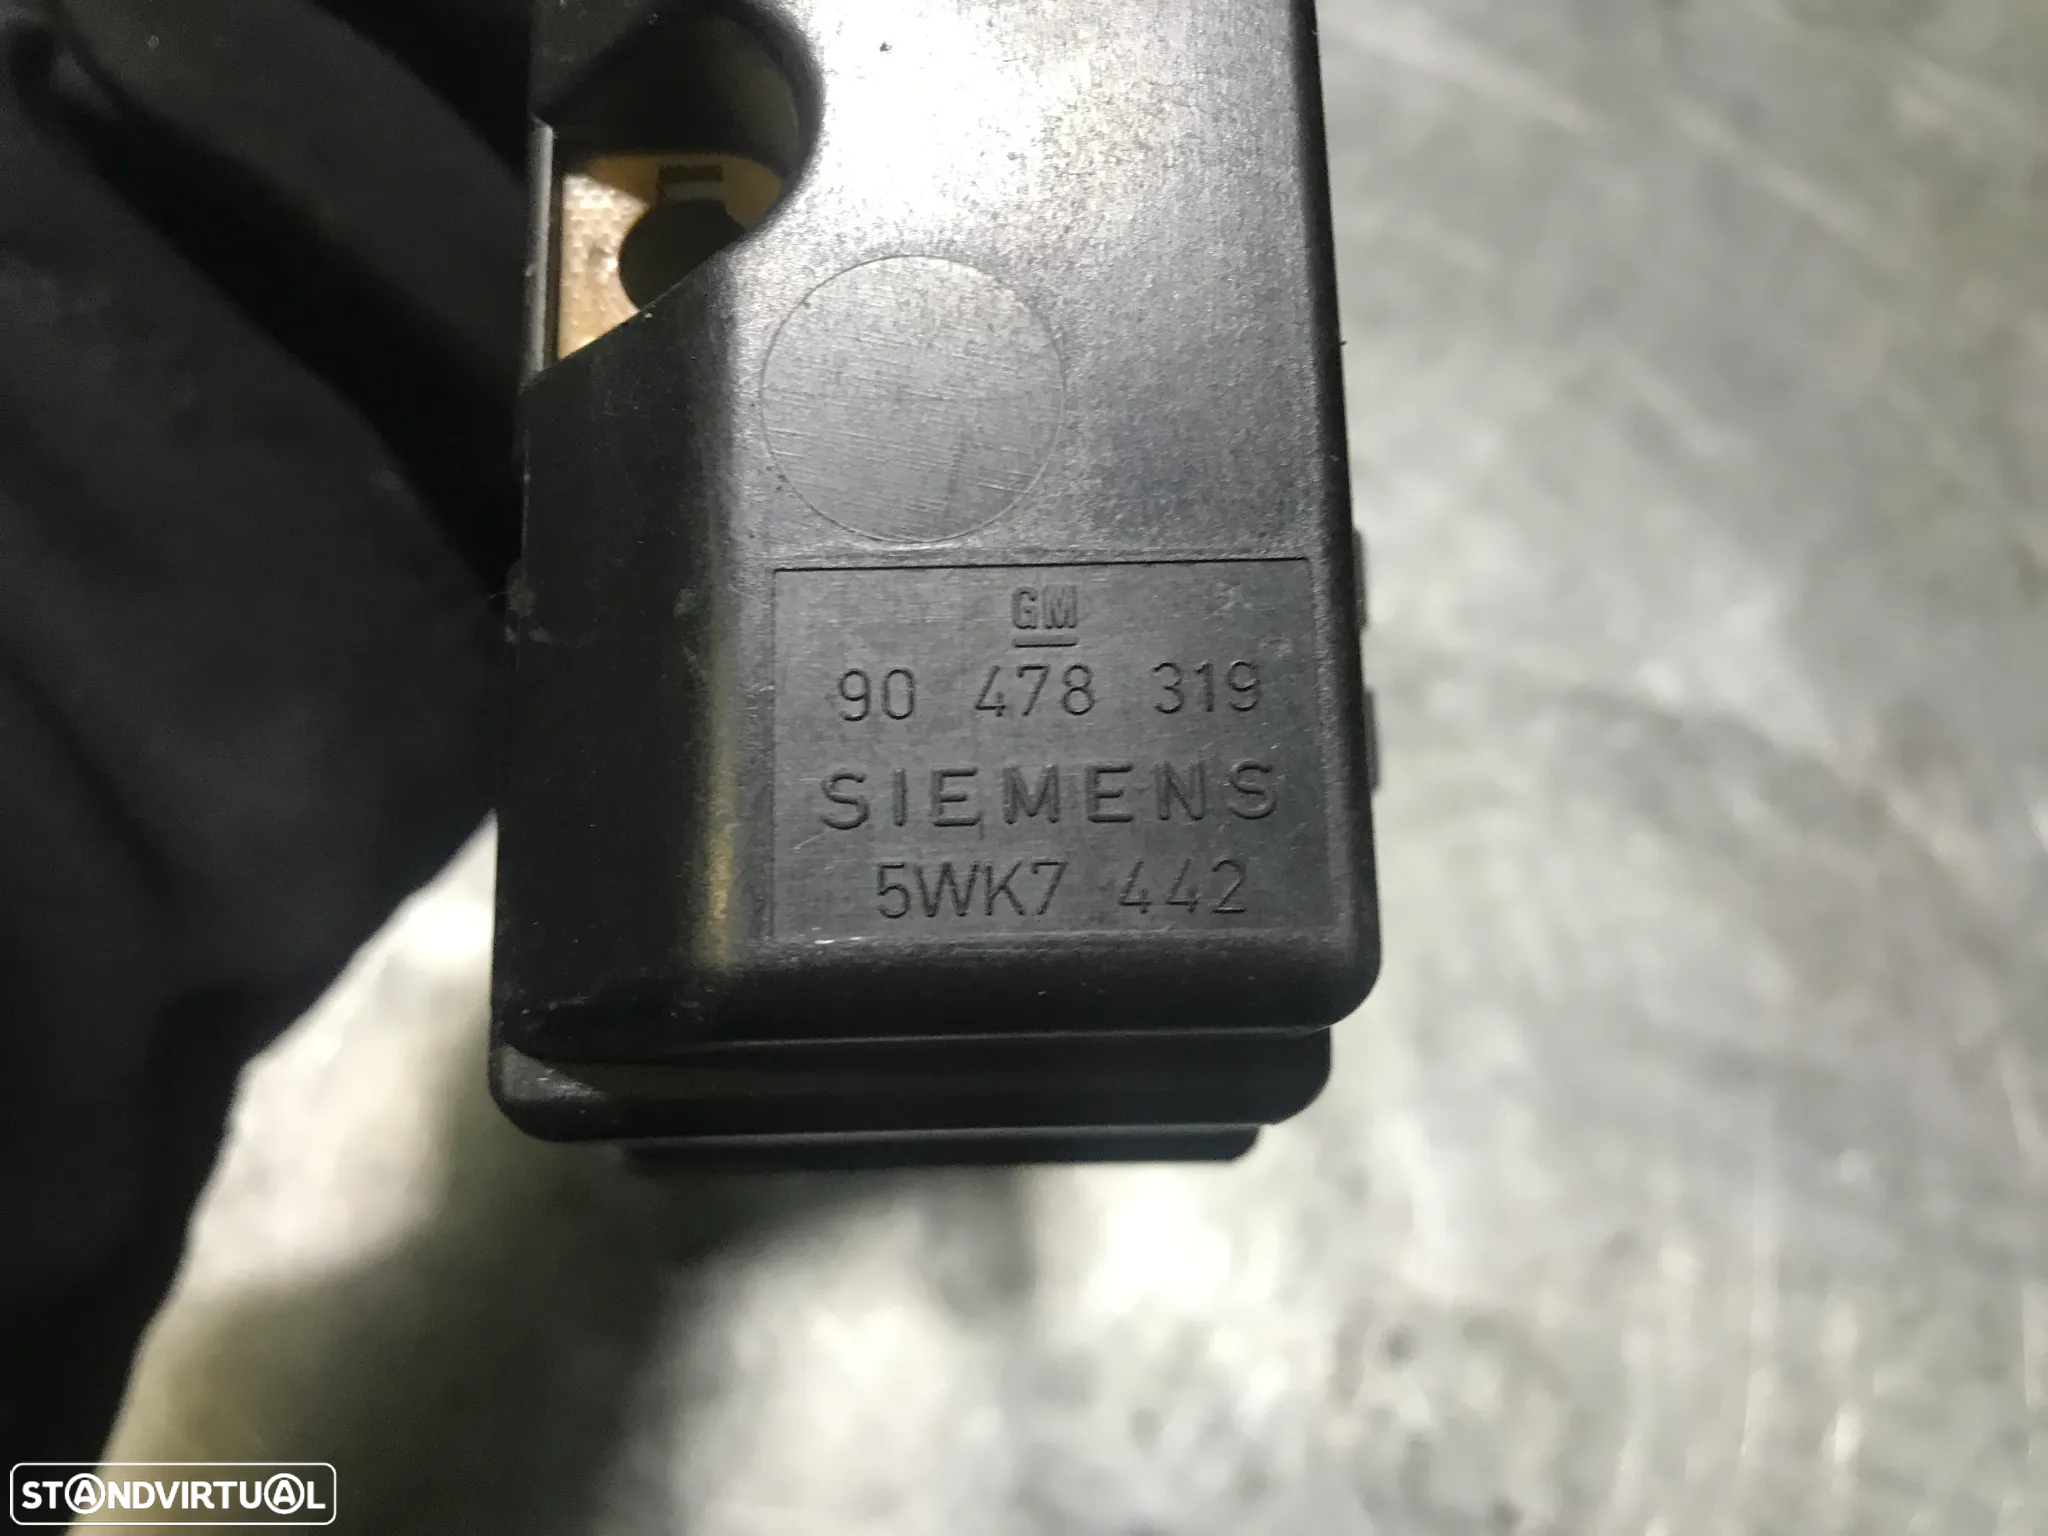 GM
90 478 319
SIEMENS
5WK7 442
STANDVIRTUAL